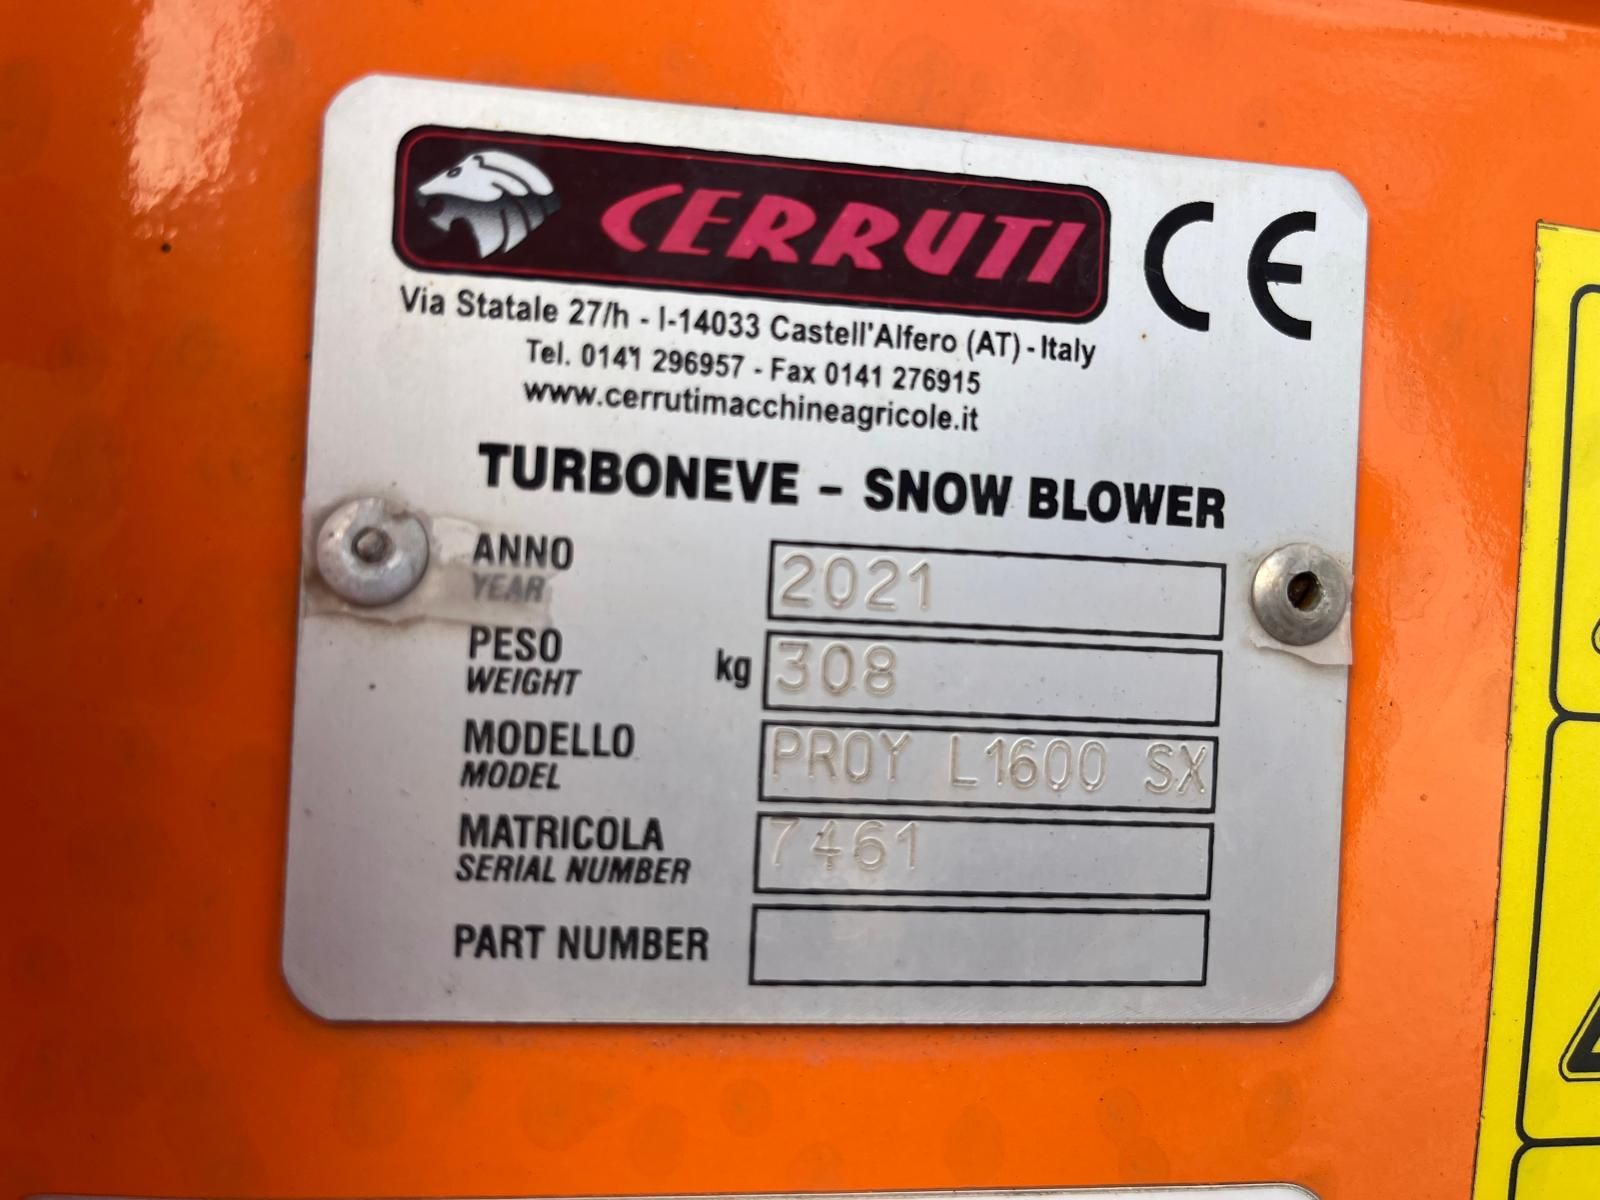 CERRUTI CE
Via Statale 27/h - I-14033 Castell'Alfero (AT) - Italy
Tel. 0141 296957 - Fax 0141 276915
www.cerrutimacchineagricole.it
TURBONEVE - SNOW BLOWER
ANNO 2021
YEAR
PESO kg 308
WEIGHT
MODELLO PROY L1600 SX
MODEL
MATRICOLA 7461
SERIAL NUMBER
PART NUMBER